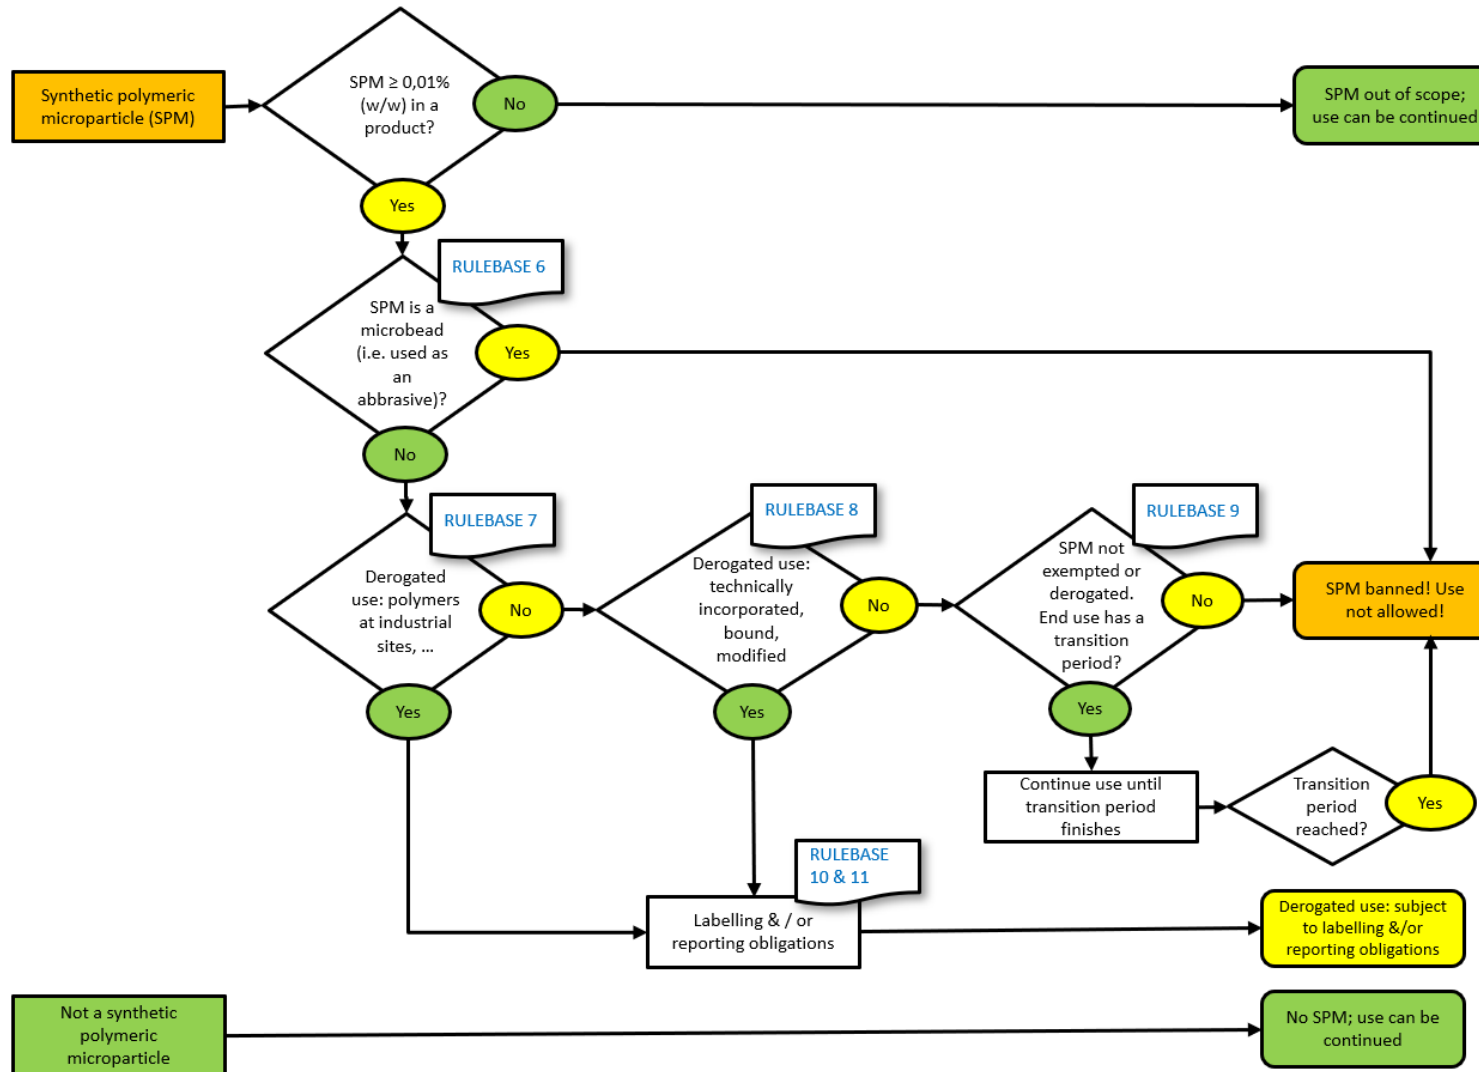 Synthetic polymeric
microparticle (SPM)
SPM ≥ 0,01%
(w/w) in a
product?
No
SPM out of scope;
use can be continued
Yes
RULEBASE 6
SPM is a
microbead
(i.e. used as
an
abbrasive)?
Yes
No
RULEBASE 7
Derogated
use: polymers
at industrial
sites, ...
No
Yes
RULEBASE 8
Derogated use:
technically
incorporated,
bound,
modified
No
Yes
RULEBASE 9
SPM not
exempted or
derogated.
End use has a
transition
period?
No
Yes
SPM banned! Use
not allowed!
Continue use until
transition period
finishes
Transition
period
reached?
Yes
RULEBASE
10 & 11
Labelling & / or
reporting obligations
Derogated use: subject
to labelling &/or
reporting obligations
Not a synthetic
polymeric
microparticle
No SPM; use can be
continued